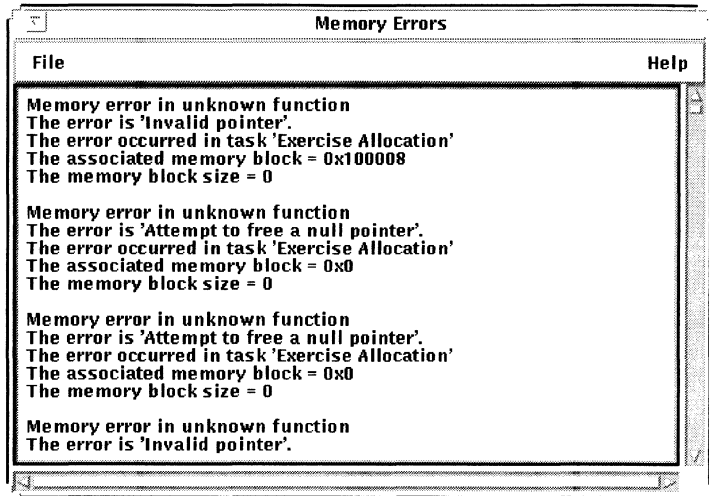 Memory Errors
File Help
Memory error in unknown function
The error is 'Invalid pointer'.
The error occurred in task 'Exercise Allocation'
The associated memory block = 0x100008
The memory block size = 0
Memory error in unknown function
The error is 'Attempt to free a null pointer'.
The error occurred in task 'Exercise Allocation'
The associated memory block = 0x0
The memory block size = 0
Memory error in unknown function
The error is 'Attempt to free a null pointer'.
The error occurred in task 'Exercise Allocation'
The associated memory block = 0x0
The memory block size = 0
Memory error in unknown function
The error is 'Invalid pointer'.